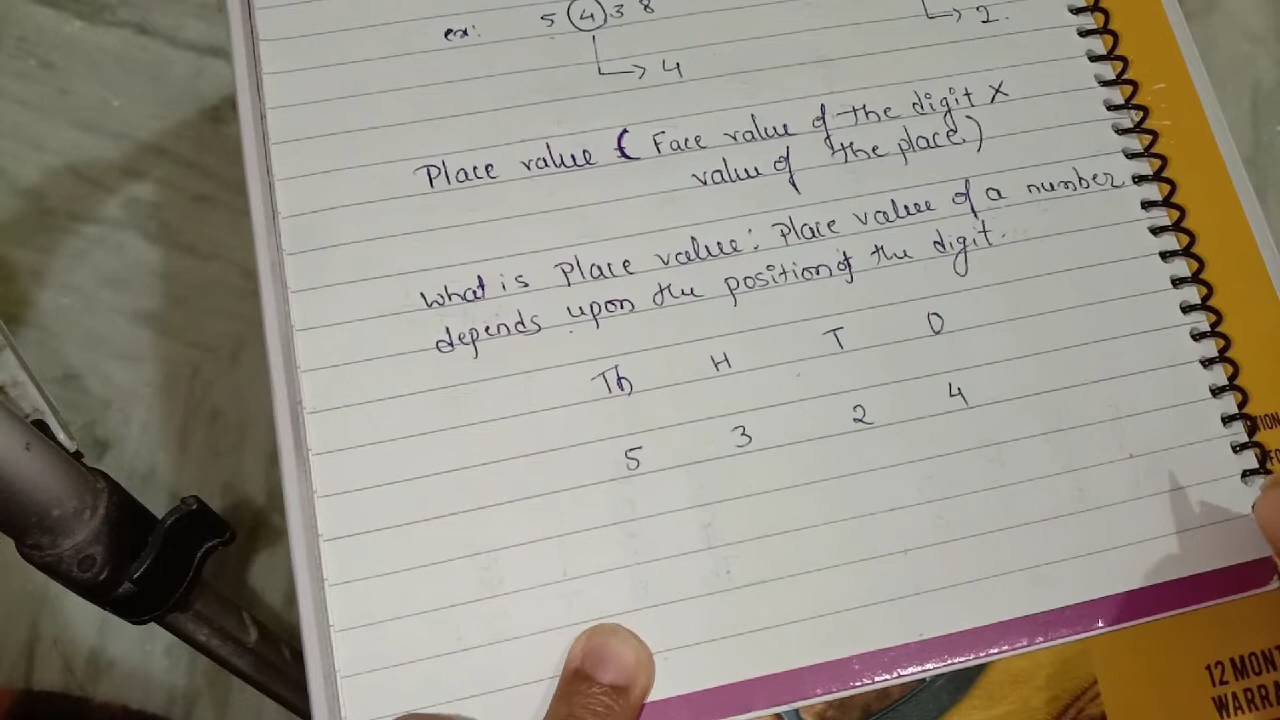 ex: 5 4 3 8
→ 2.
→ 4
Place value ( Face value of the digit ×
value of the place)
What is place value: place value of a number
depends upon the position of the digit.
Th H T O
5 3 2 4
12 MON
WARRA